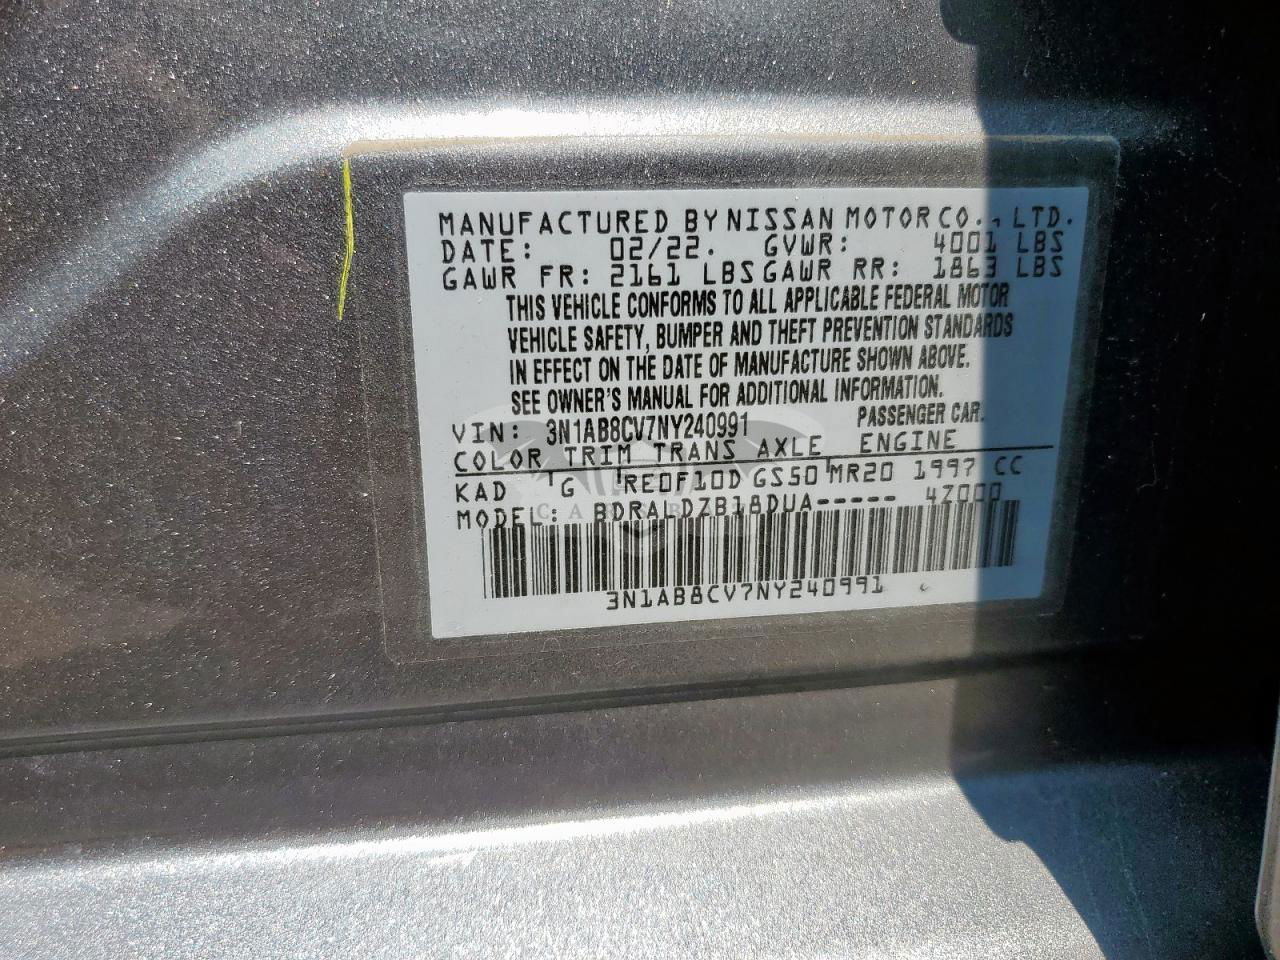 MANUFACTURED BY NISSAN MOTOR CO., LTD.
DATE: 02/22. GVWR: 4001 LBS
GAWR FR: 2161 LBS GAWR RR: 1863 LBS
THIS VEHICLE CONFORMS TO ALL APPLICABLE FEDERAL MOTOR
VEHICLE SAFETY, BUMPER AND THEFT PREVENTION STANDARDS
IN EFFECT ON THE DATE OF MANUFACTURE SHOWN ABOVE.
SEE OWNER'S MANUAL FOR ADDITIONAL INFORMATION.
VIN: 3N1AB8CV7NY240991 PASSENGER CAR.
COLOR TRIM TRANS AXLE ENGINE
KAD G RE0F10D GS50 MR20 1997 CC
MODEL: BDRALDZB18DUA----- 4Z000
3N1AB8CV7NY240991